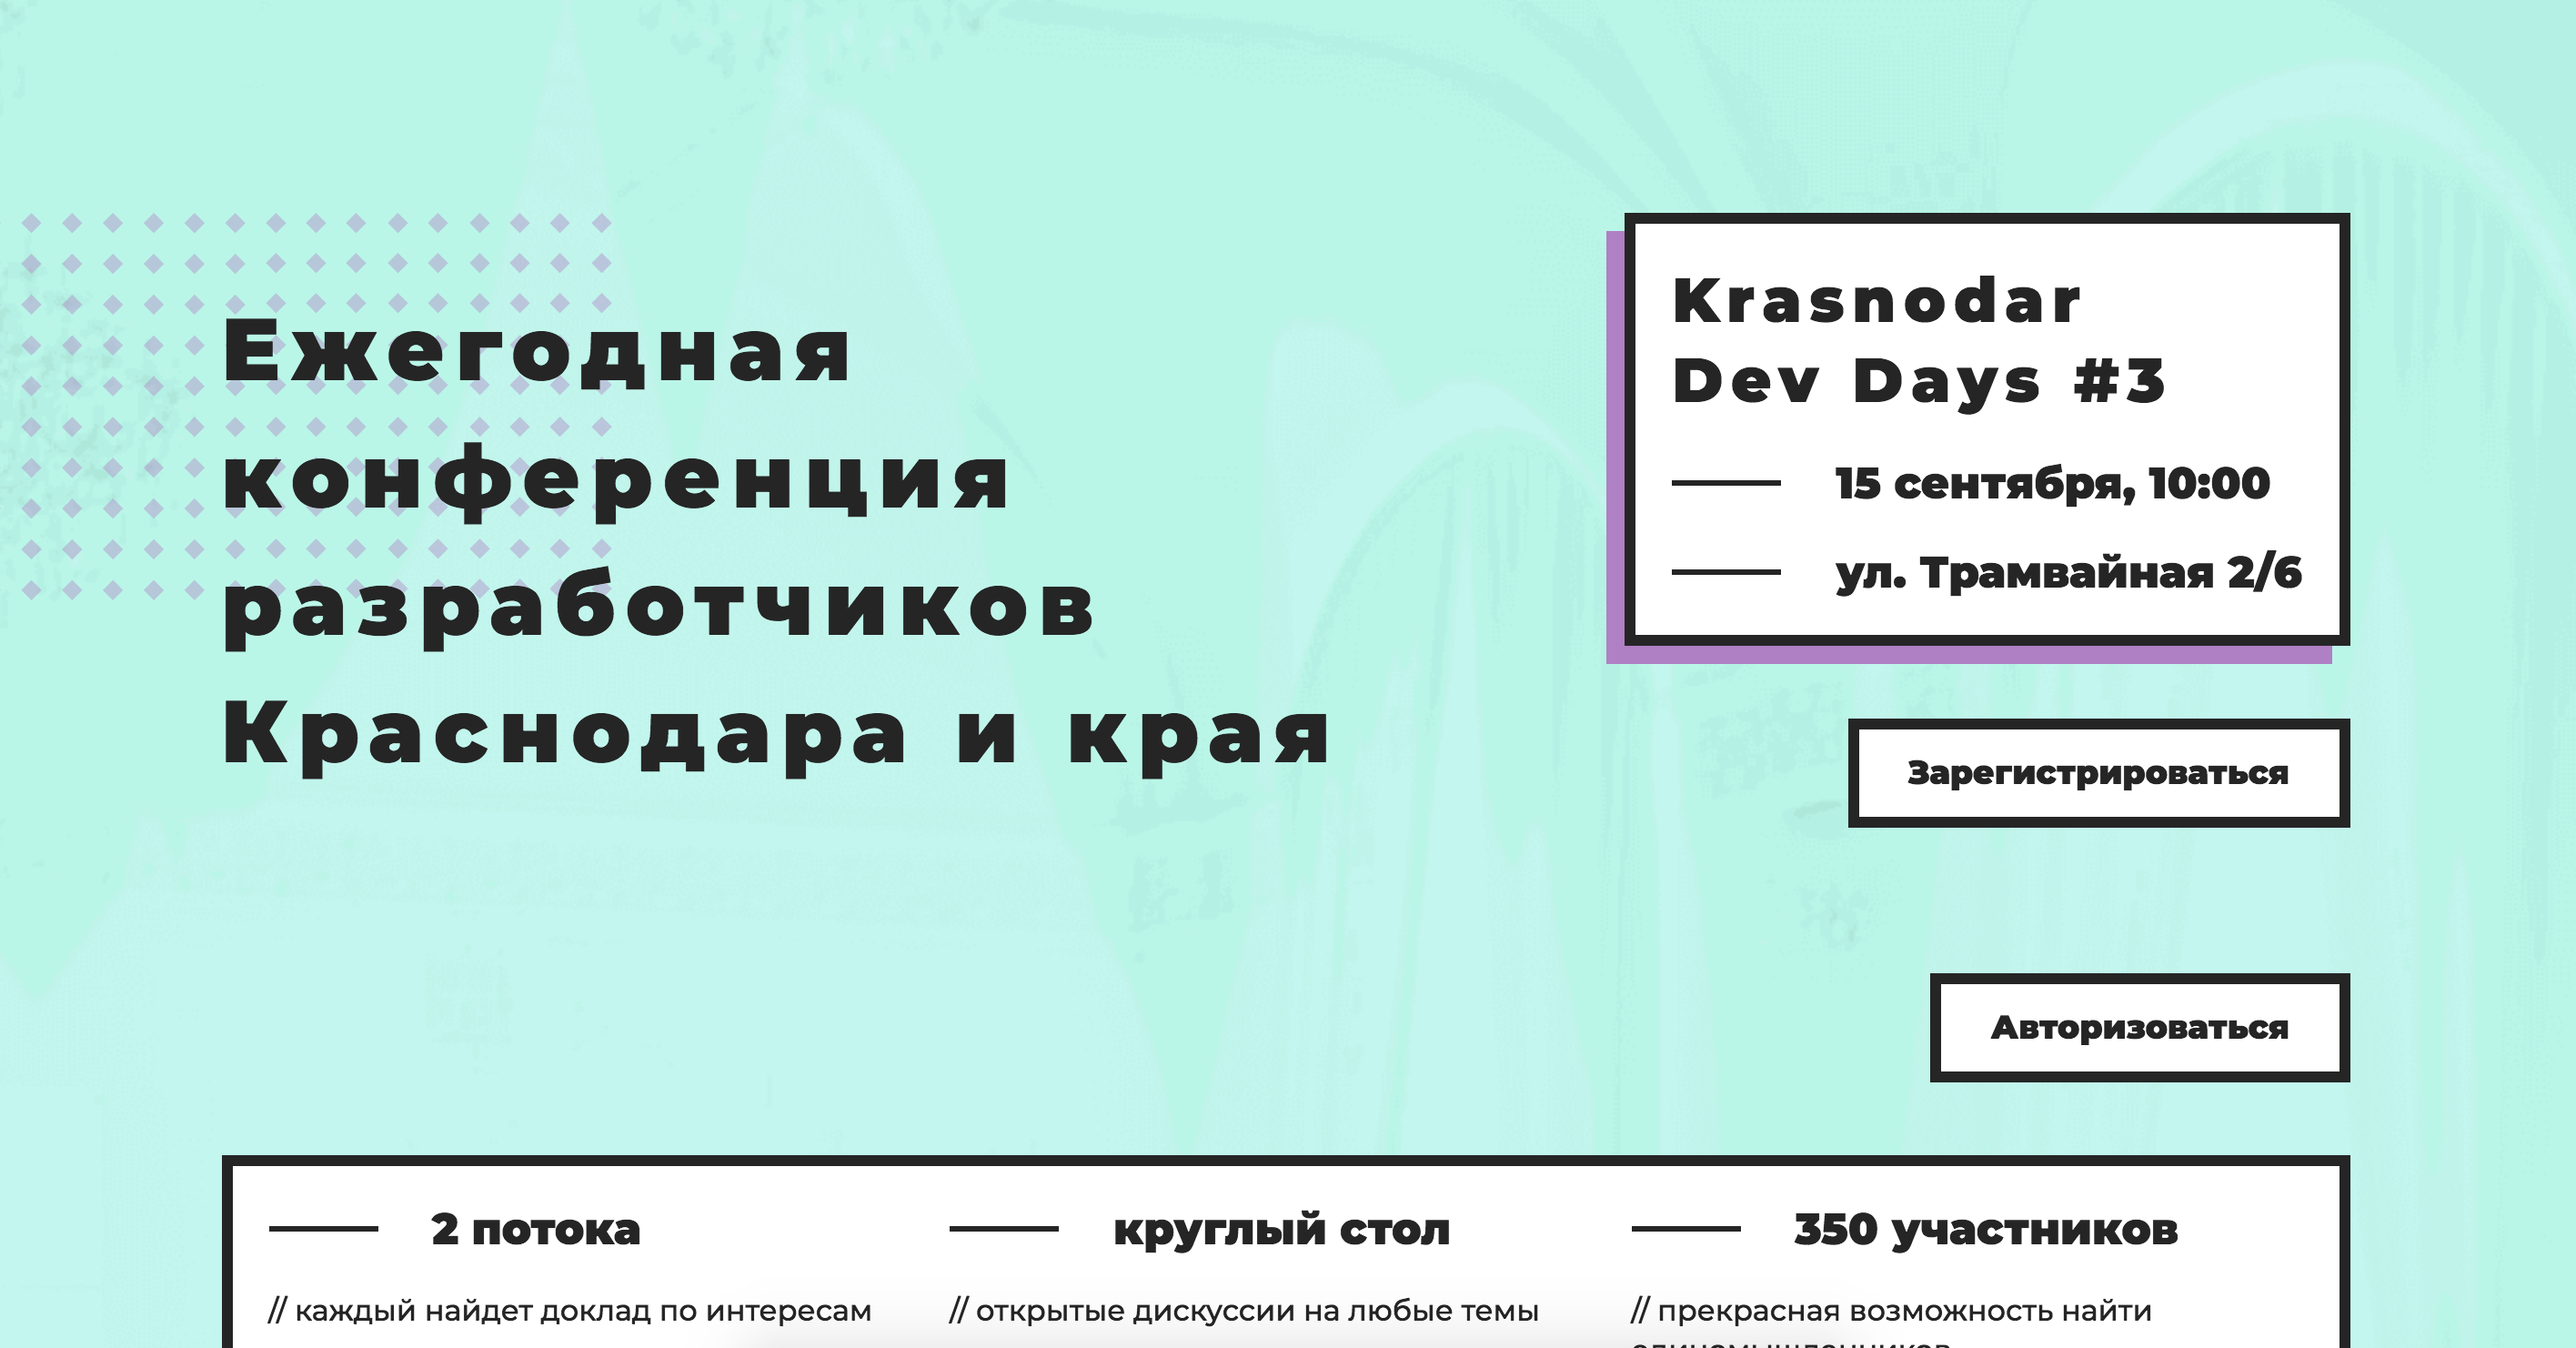 Ежегодная
конференция
разработчиков
Краснодара и края
Krasnodar
Dev Days #3
15 сентября, 10:00
ул. Трамвайная 2/6
Зарегистрироваться
Авторизоваться
2 потока
// каждый найдет доклад по интересам
круглый стол
// открытые дискуссии на любые темы
350 участников
// прекрасная возможность найти